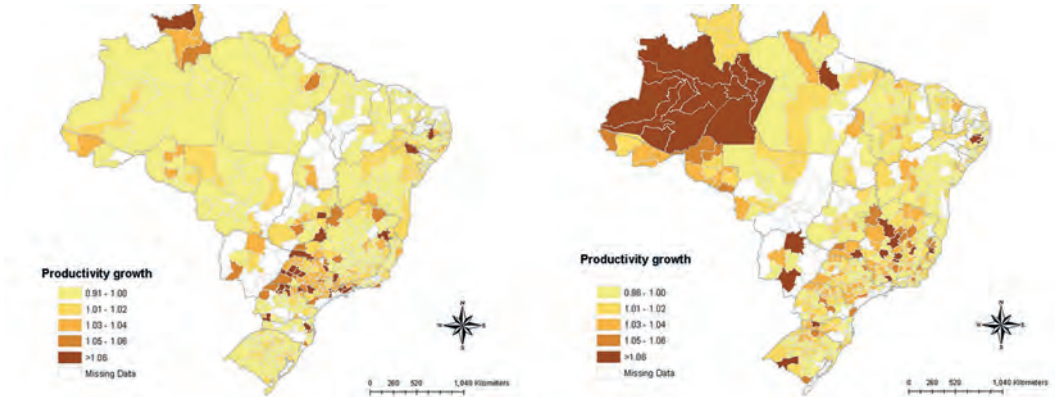 Productivity growth
0.91 - 1.00
1.01 - 1.02
1.03 - 1.04
1.05 - 1.06
>1.06
Missing Data
N
W
S
0 260 520 1,040 Kilometers
Productivity growth
0.86 - 1.00
1.01 - 1.02
1.03 - 1.04
1.05 - 1.06
>1.06
Missing Data
N
W
S
0 260 520 1,040 Kilometers